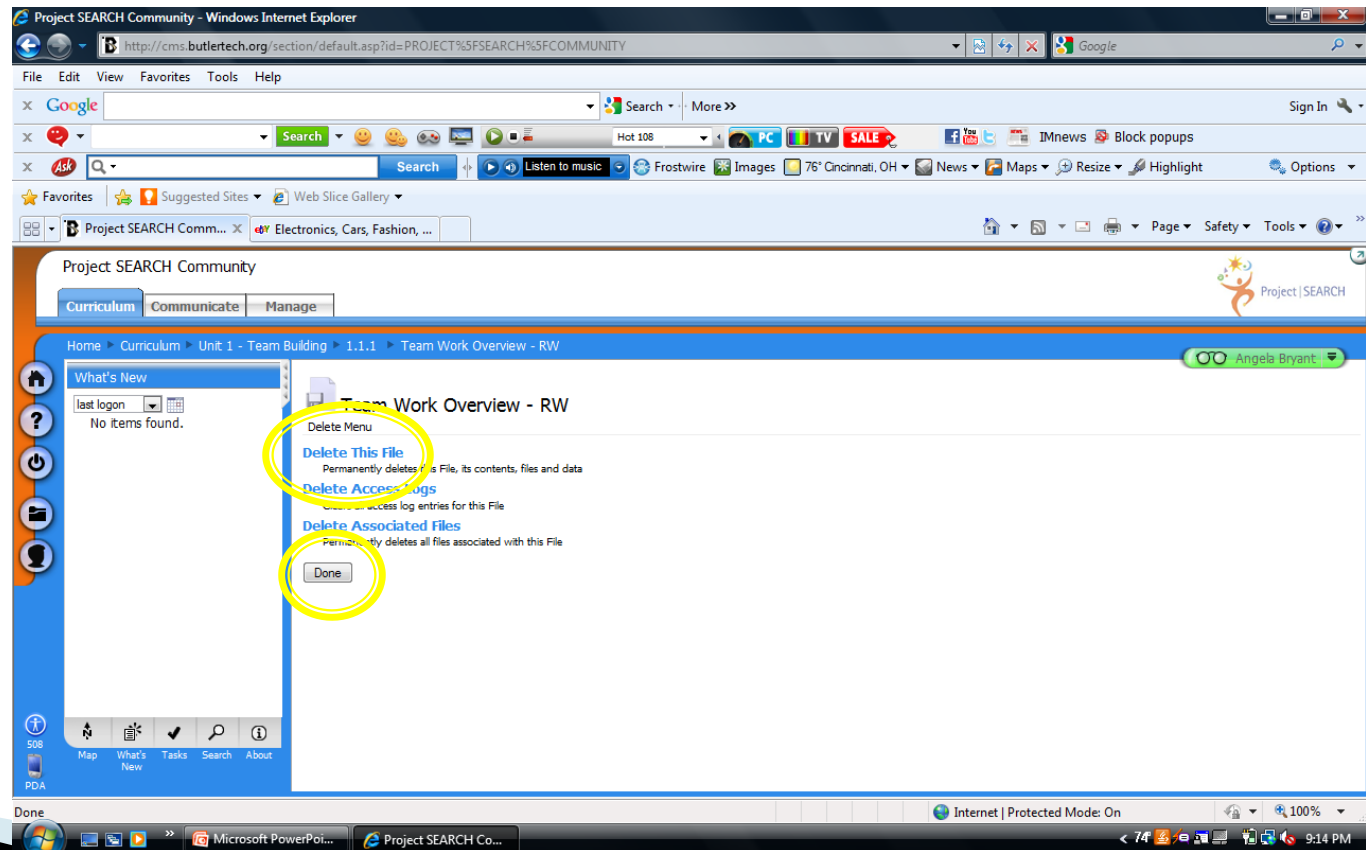 Project SEARCH Community - Windows Internet Explorer
http://cms.butlertech.org/section/default.asp?id=PROJECT%5FSEARCH%5FCOMMUNITY
Google
File Edit View Favorites Tools Help
x Google Search More >> Sign In
x Search Hot 108 PC TV SALE You IMnews Block popups
x Ask Search Listen to music Frostwire Images 76° Cincinnati, OH News Maps Resize Highlight Options
Favorites Suggested Sites Web Slice Gallery
Project SEARCH Comm... x Electronics, Cars, Fashion, ... Page Safety Tools
Project SEARCH Community
Project | SEARCH
Curriculum Communicate Manage
Home Curriculum Unit 1 - Team Building 1.1.1 Team Work Overview - RW
Angela Bryant
What's New
last logon
No items found.
Team Work Overview - RW
Delete Menu
Delete This File
Permanently deletes this File, its contents, files and data
Delete Access Logs
access log entries for this File
Delete Associated Files
Permanently deletes all files associated with this File
Done
508
PDA
Map What's New Tasks Search About
Done Internet | Protected Mode: On 100%
Microsoft PowerPoi... Project SEARCH Co... 9:14 PM